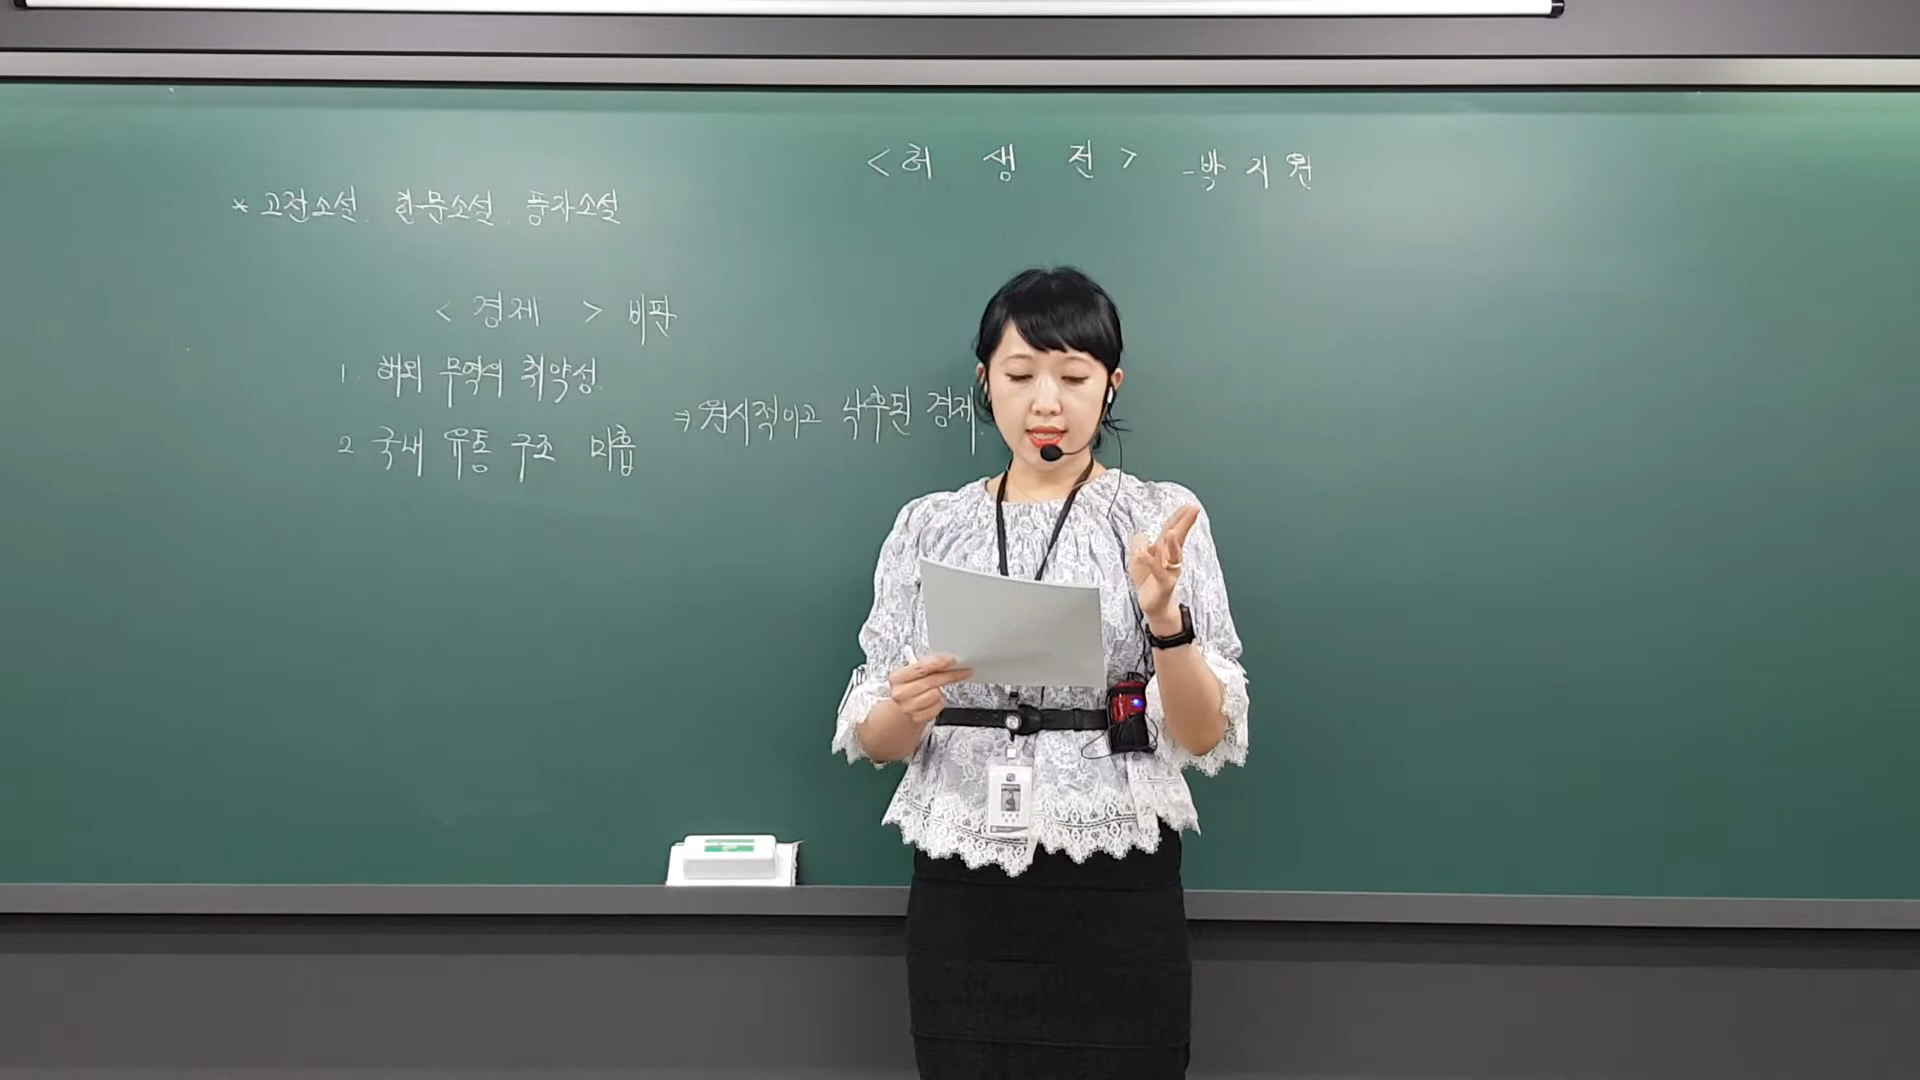 <허 생 전> -박지원
* 고전소설. 한문소설. 풍자소설
< 경제 > 비판
1. 해외 무역의 취약성.
⇒ 원시적이고 낙후된 경제.
2 국내 유통 구조 미흡